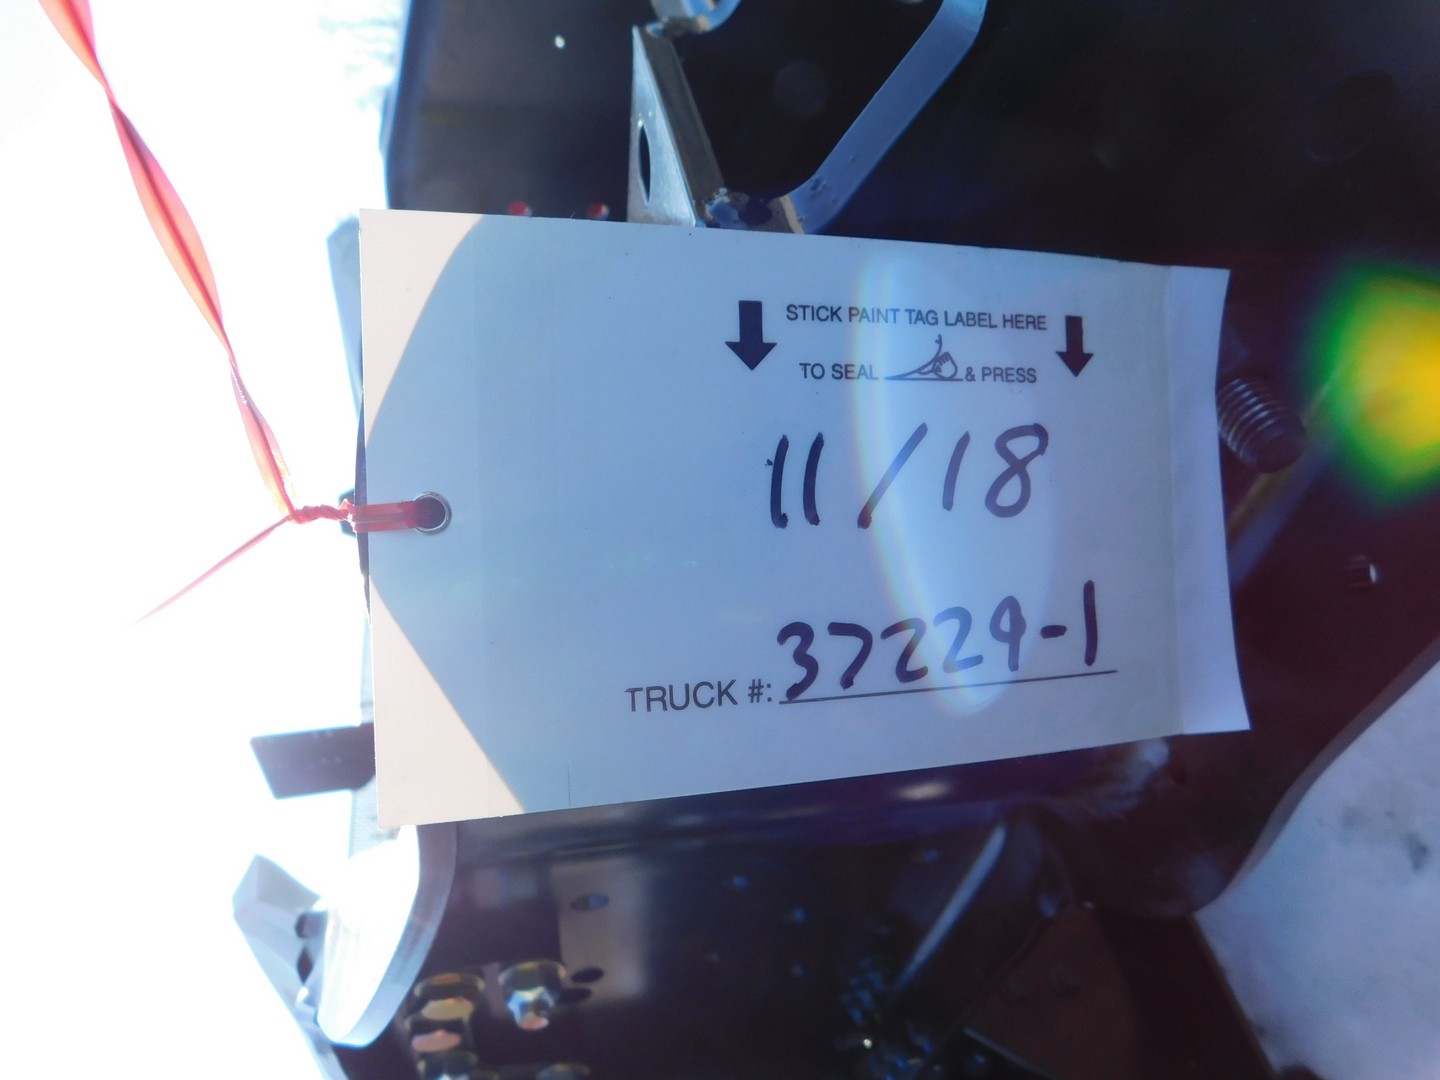 STICK PAINT TAG LABEL HERE
TO SEAL & PRESS
11/18
TRUCK #: 37229-1